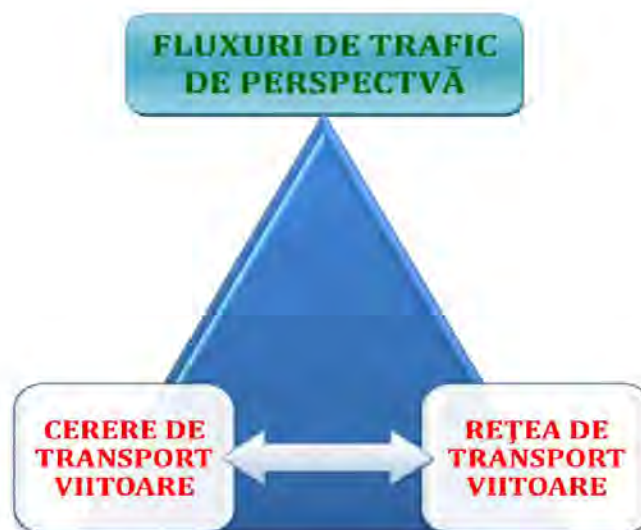 FLUXURI DE TRAFIC
DE PERSPECTVĂ
CERERE DE
TRANSPORT
VIITOARE
REŢEA DE
TRANSPORT
VIITOARE